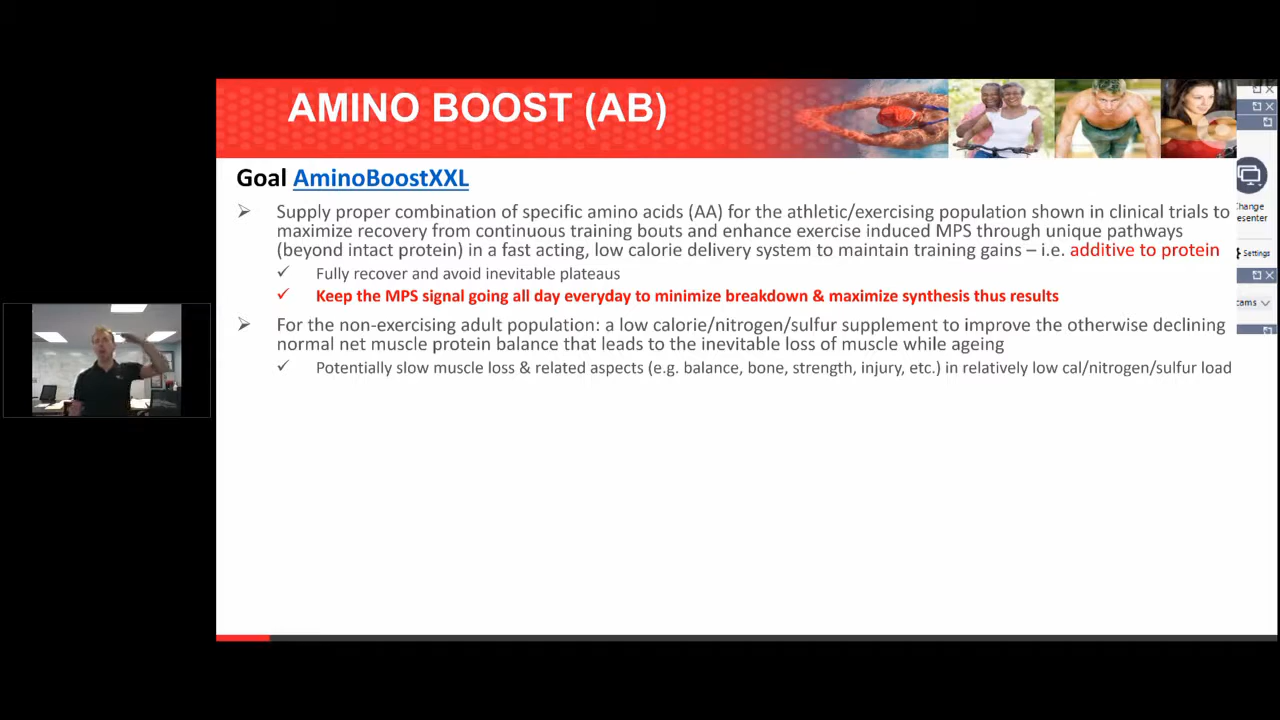 AMINO BOOST (AB)
Goal AminoBoostXXL
Supply proper combination of specific amino acids (AA) for the athletic/exercising population shown in clinical trials to
maximize recovery from continuous training bouts and enhance exercise induced MPS through unique pathways
(beyond intact protein) in a fast acting, low calorie delivery system to maintain training gains – i.e. additive to protein
Fully recover and avoid inevitable plateaus
Keep the MPS signal going all day everyday to minimize breakdown & maximize synthesis thus results
For the non-exercising adult population: a low calorie/nitrogen/sulfur supplement to improve the otherwise declining
normal net muscle protein balance that leads to the inevitable loss of muscle while ageing
Potentially slow muscle loss & related aspects (e.g. balance, bone, strength, injury, etc.) in relatively low cal/nitrogen/sulfur load
Change
esenter
Settings
cams